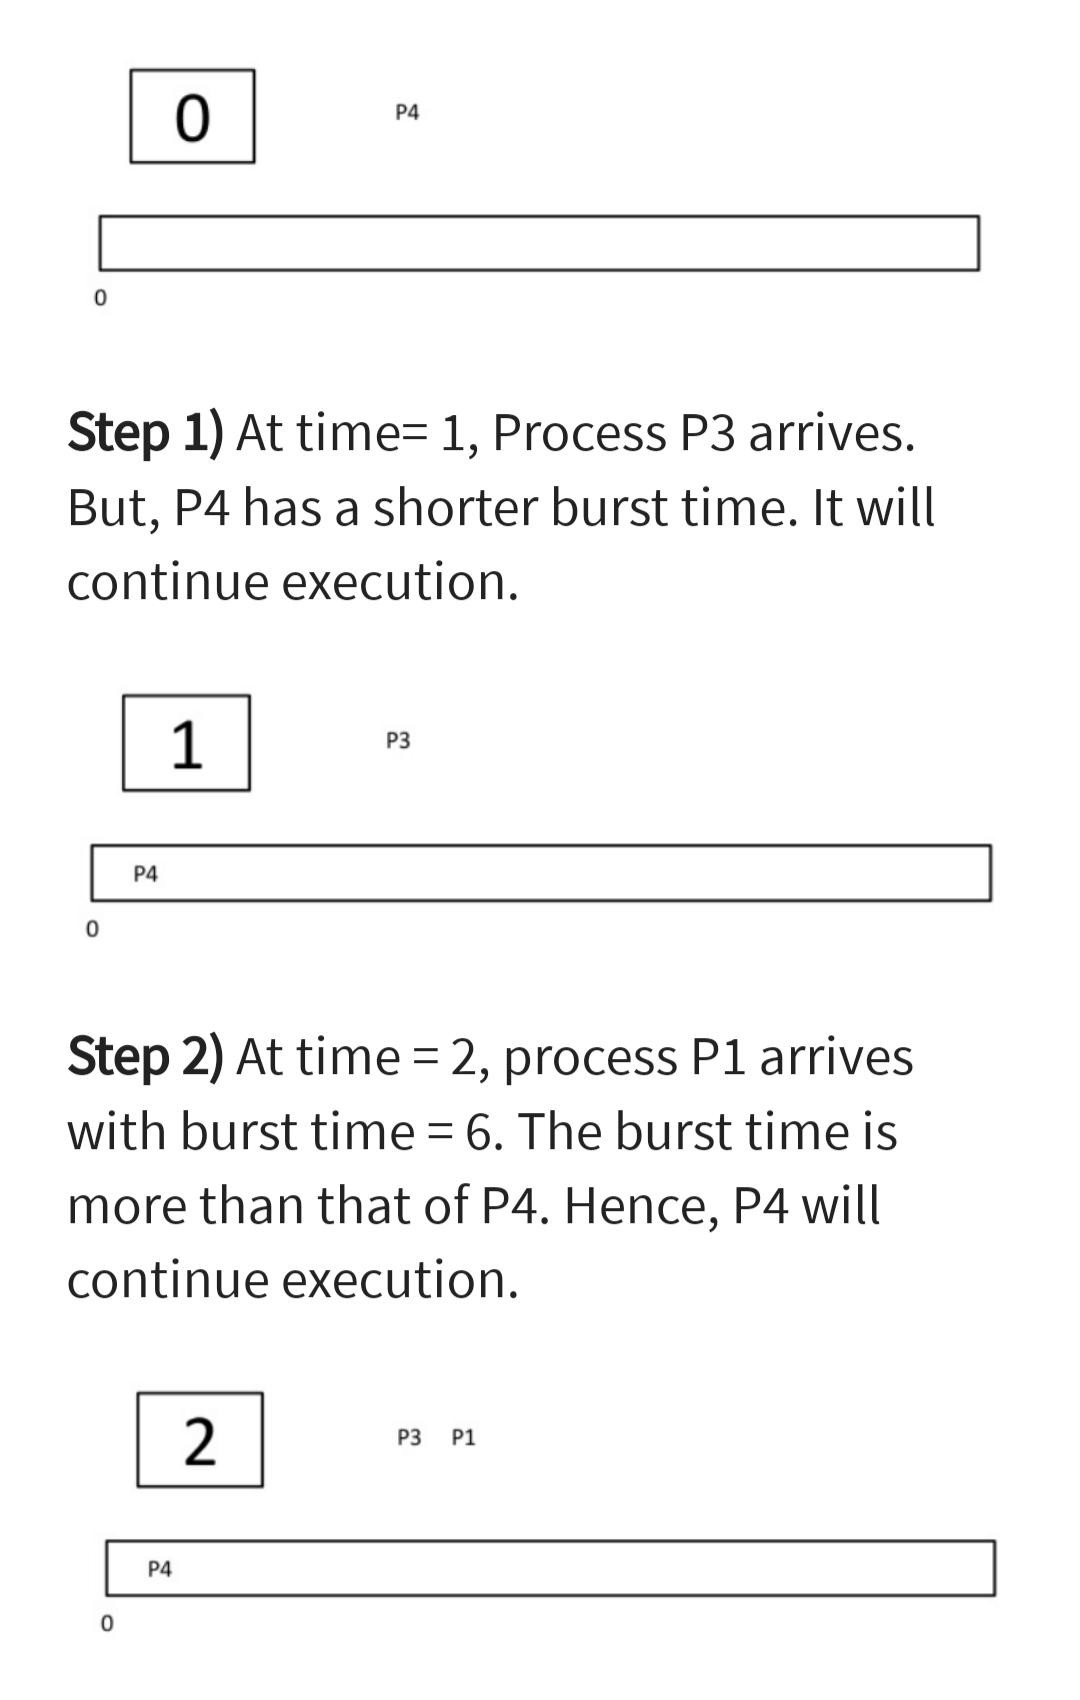 0 P4
0
Step 1) At time= 1, Process P3 arrives.
But, P4 has a shorter burst time. It will
continue execution.
1 P3
P4
0
Step 2) At time = 2, process P1 arrives
with burst time = 6. The burst time is
more than that of P4. Hence, P4 will
continue execution.
2 P3 P1
P4
0